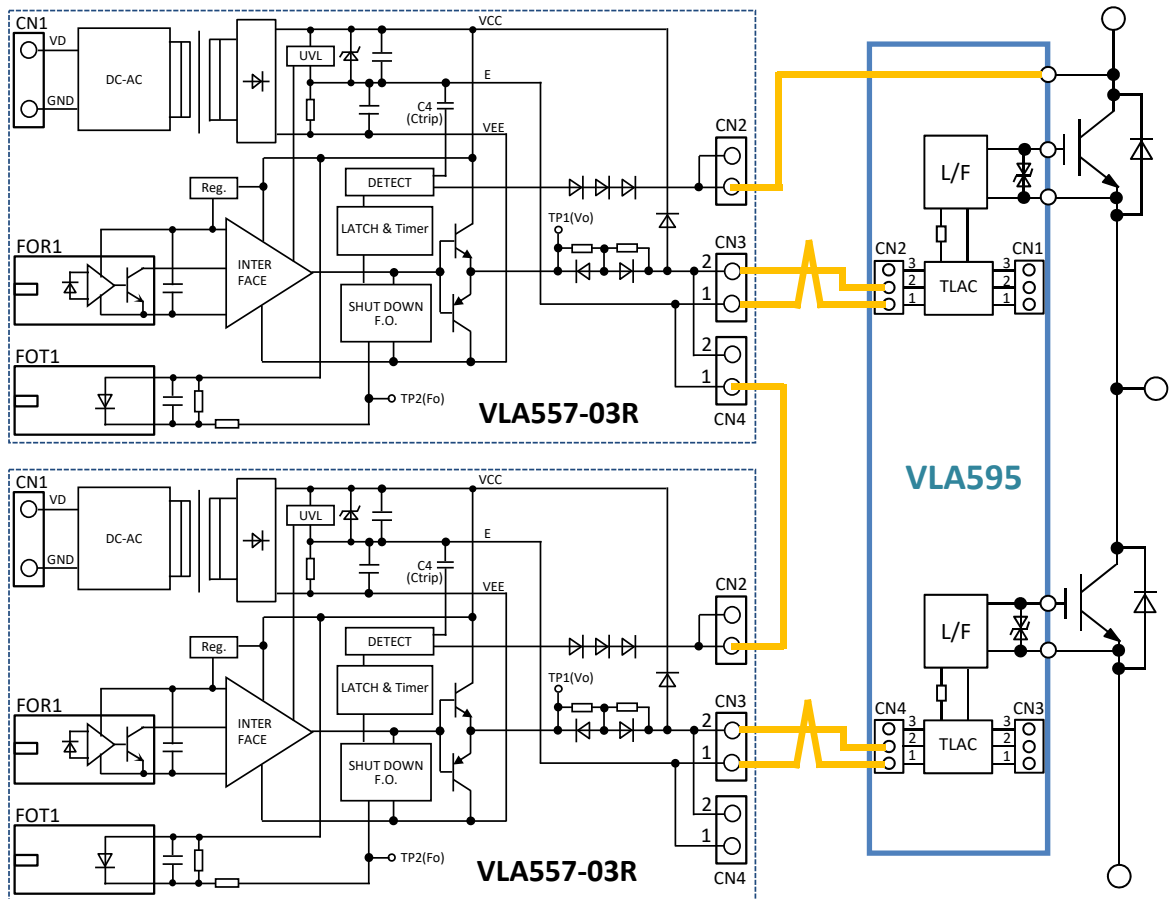 CN1
VD
GND
DC-AC
VCC
UVL
E
C4
(Ctrip)
VEE
CN2
DETECT
Reg.
LATCH & Timer
TP1(Vo)
FOR1
INTER
FACE
CN3
2
1
SHUT DOWN
F.O.
FOT1
2
1
TP2(Fo)
CN4
VLA557-03R
L/F
CN2
3
2
1
TLAC
CN1
3
2
1
VLA595
CN1
VD
GND
DC-AC
VCC
UVL
E
C4
(Ctrip)
VEE
CN2
DETECT
Reg.
LATCH & Timer
TP1(Vo)
FOR1
INTER
FACE
CN3
2
1
SHUT DOWN
F.O.
FOT1
2
1
TP2(Fo)
CN4
VLA557-03R
L/F
CN4
3
2
1
TLAC
CN3
3
2
1